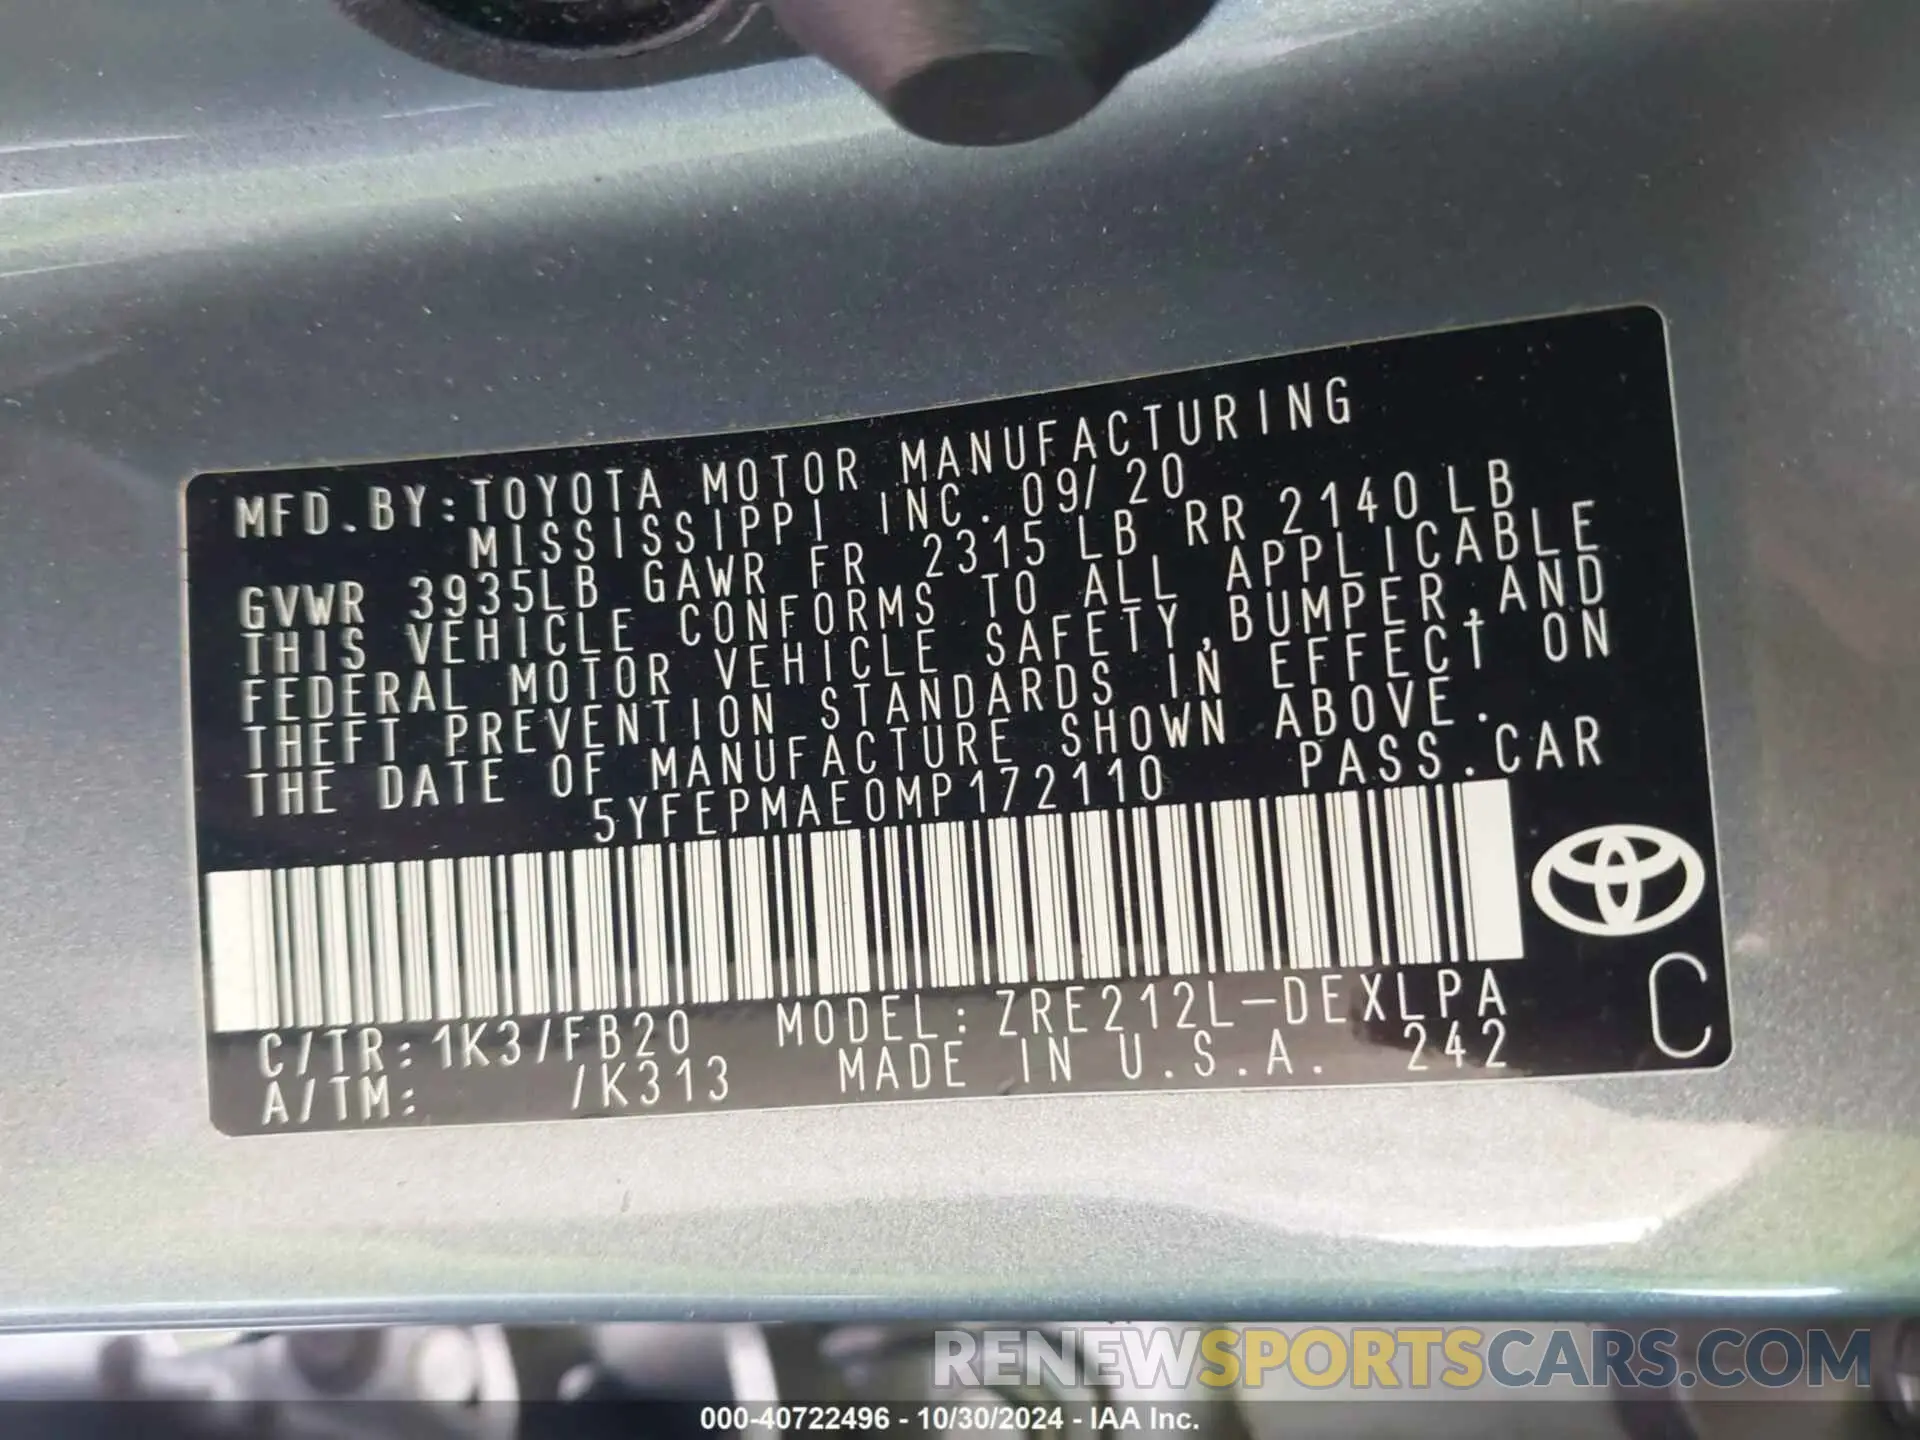 MFD.BY:TOYOTA MOTOR MANUFACTURING
MISSISSIPPI INC. 09/20
GVWR 3935LB GAWR FR 2315LB RR 2140LB
THIS VEHICLE CONFORMS TO ALL APPLICABLE
FEDERAL MOTOR VEHICLE SAFETY,BUMPER,AND
THEFT PREVENTION STANDARDS IN EFFECT ON
THE DATE OF MANUFACTURE SHOWN ABOVE.
5YFEPMAE0MP172110 PASS.CAR
C/TR:1K3/FB20 MODEL:ZRE212L-DEXLPA
A/TM: /K313 MADE IN U.S.A. 242
C
RENEWSPORTSCARS.COM
000-40722496 - 10/30/2024 - IAA Inc.